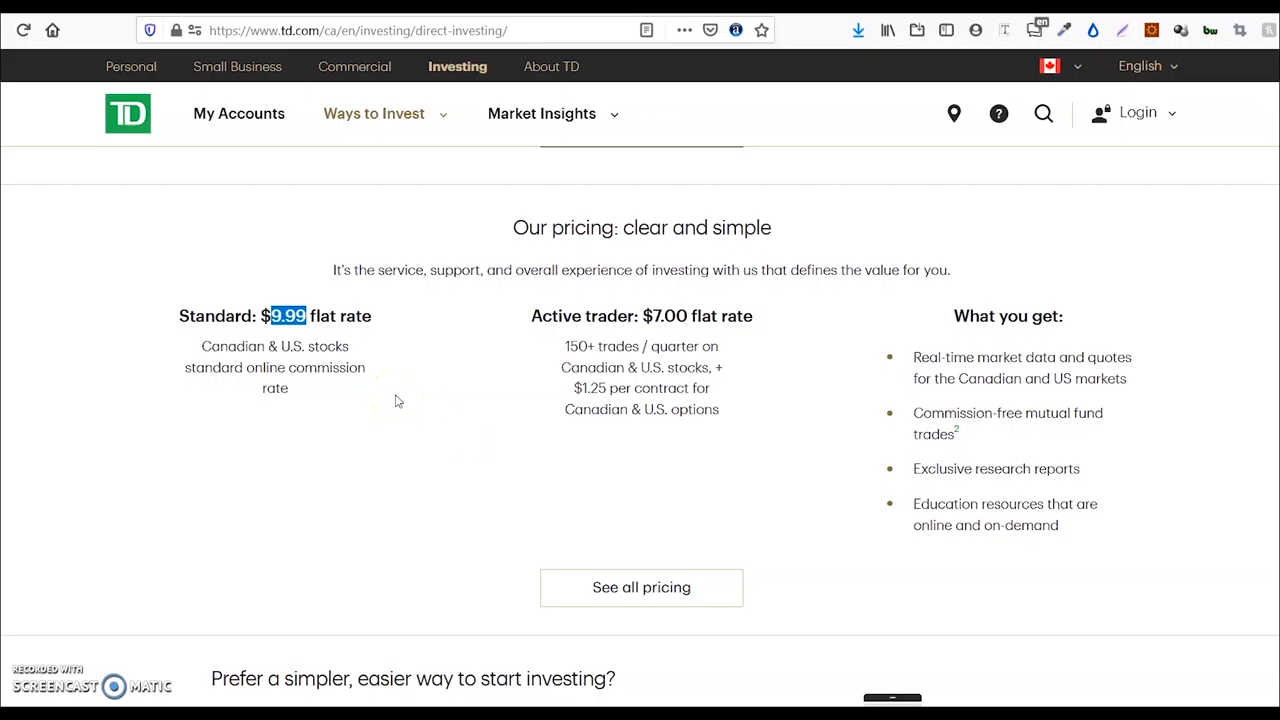 https://www.td.com/ca/en/investing/direct-investing/
en
bw
Personal Small Business Commercial Investing About TD English
TD My Accounts Ways to Invest Market Insights ? Login
Our pricing: clear and simple
It's the service, support, and overall experience of investing with us that defines the value for you.
Standard: $9.99 flat rate
Canadian & U.S. stocks
standard online commission
rate
Active trader: $7.00 flat rate
150+ trades / quarter on
Canadian & U.S. stocks, +
$1.25 per contract for
Canadian & U.S. options
What you get:
Real-time market data and quotes
for the Canadian and US markets
Commission-free mutual fund
trades2
Exclusive research reports
Education resources that are
online and on-demand
See all pricing
Prefer a simpler, easier way to start investing?
RECORDED WITH
SCREENCAST MATIC